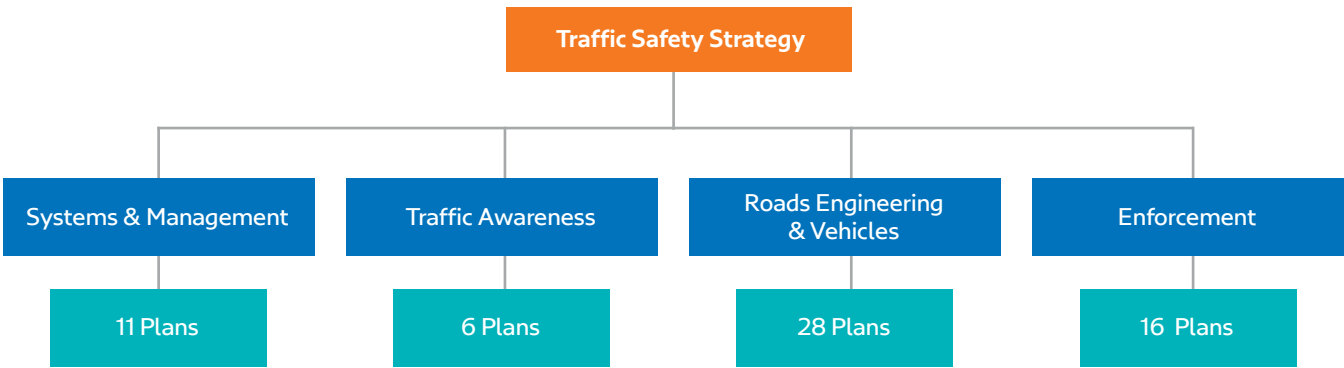 Traffic Safety Strategy
Systems & Management
Traffic Awareness
Roads Engineering
& Vehicles
Enforcement
11 Plans
6 Plans
28 Plans
16 Plans